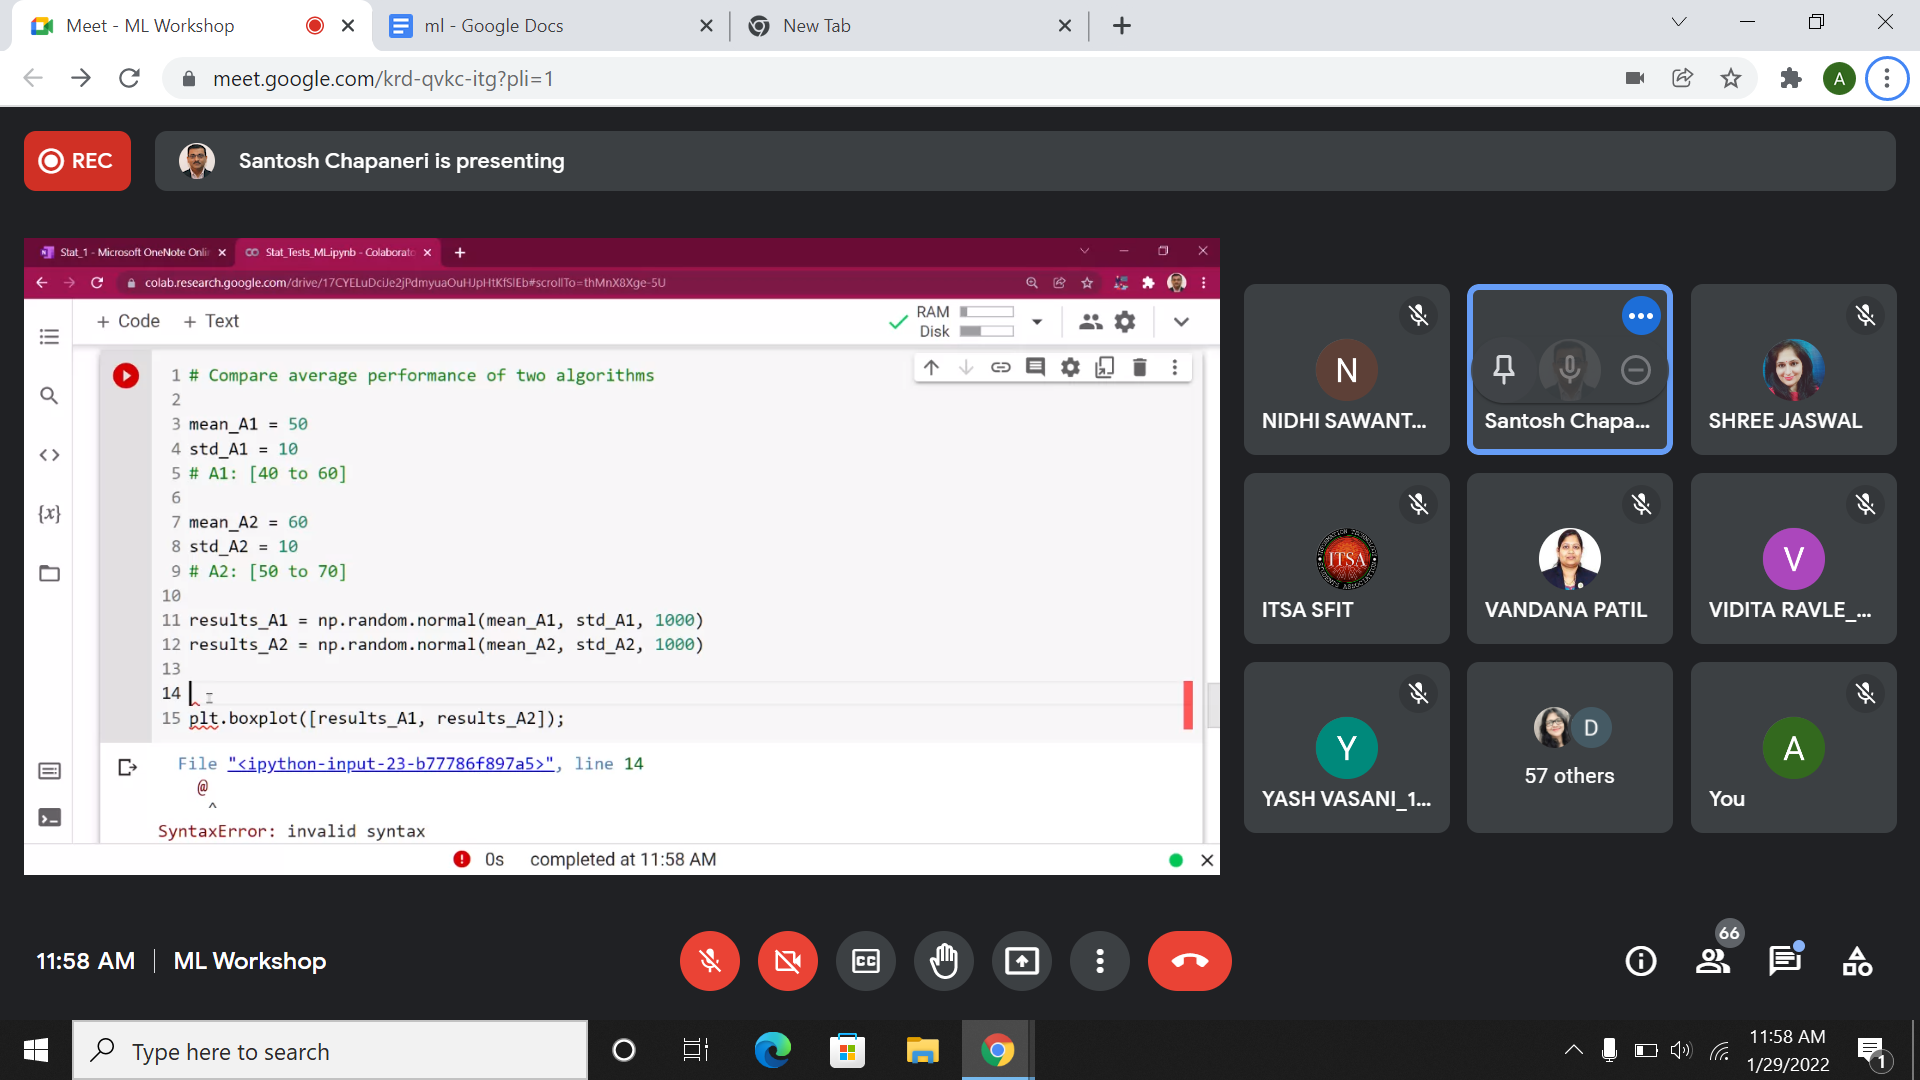 Meet - ML Workshop
ml - Google Docs
New Tab
meet.google.com/krd-qvkc-itg?pli=1
A
REC
Santosh Chapaneri is presenting
Stat_1 - Microsoft OneNote Onli
Stat_Tests_ML.ipynb - Colaborato
colab.research.google.com/drive/17CYELuDciJe2jPdmyuaOuHJpHtKfSlEb#scrollTo=thMnX8Xge-5U
+ Code
+ Text
RAM
Disk
1 # Compare average performance of two algorithms
2
3 mean_A1 = 50
4 std_A1 = 10
5 # A1: [40 to 60]
6
7 mean_A2 = 60
8 std_A2 = 10
9 # A2: [50 to 70]
10
11 results_A1 = np.random.normal(mean_A1, std_A1, 1000)
12 results_A2 = np.random.normal(mean_A2, std_A2, 1000)
13
14
15 plt.boxplot([results_A1, results_A2]);
File "<ipython-input-23-b77786f897a5>", line 14
@
^
SyntaxError: invalid syntax
0s completed at 11:58 AM
N
NIDHI SAWANT...
Santosh Chapa...
SHREE JASWAL
ITSA
ITSA SFIT
VANDANA PATIL
V
VIDITA RAVLE_...
Y
YASH VASANI_1...
D
57 others
A
You
11:58 AM
ML Workshop
CC
66
Type here to search
11:58 AM
1/29/2022
1